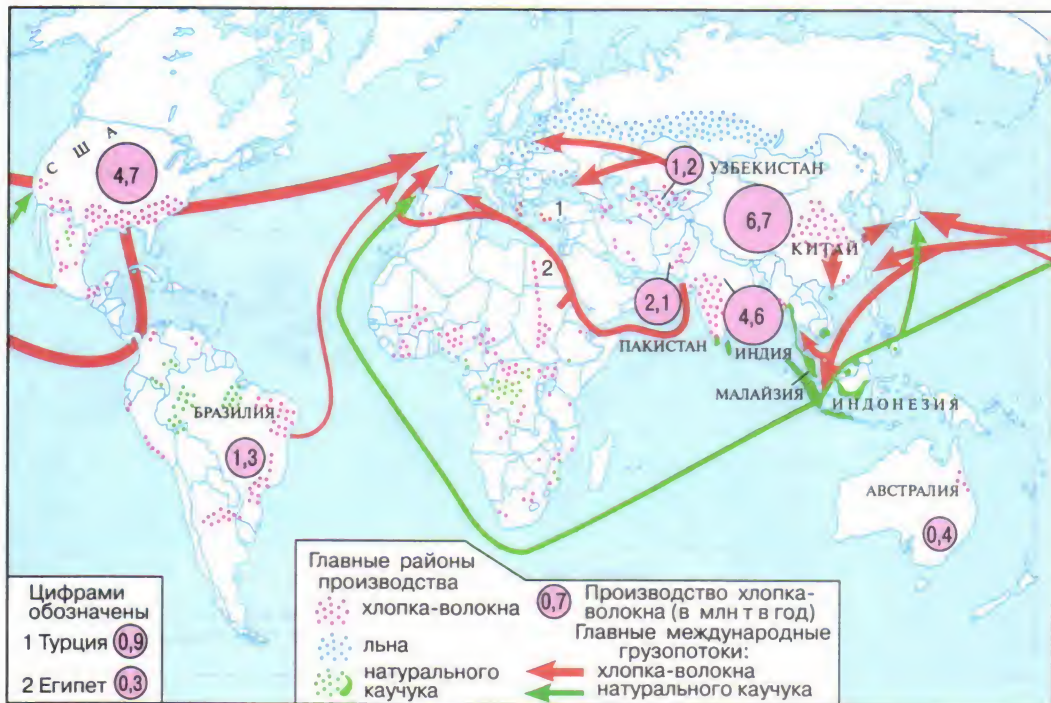 США
4,7
1,2
УЗБЕКИСТАН
6,7
КИТАЙ
1
2
2,1
4,6
ПАКИСТАН
ИНДИЯ
МАЛАЙЗИЯ
ИНДОНЕЗИЯ
БРАЗИЛИЯ
1,3
АВСТРАЛИЯ
0,4
Цифрами
обозначены
1 Турция 0,9
2 Египет 0,3
Главные районы
производства
хлопка-волокна
льна
натурального
каучука
0,7 Производство хлопка-
волокна (в млн т в год)
Главные международные
грузопотоки:
хлопка-волокна
натурального каучука